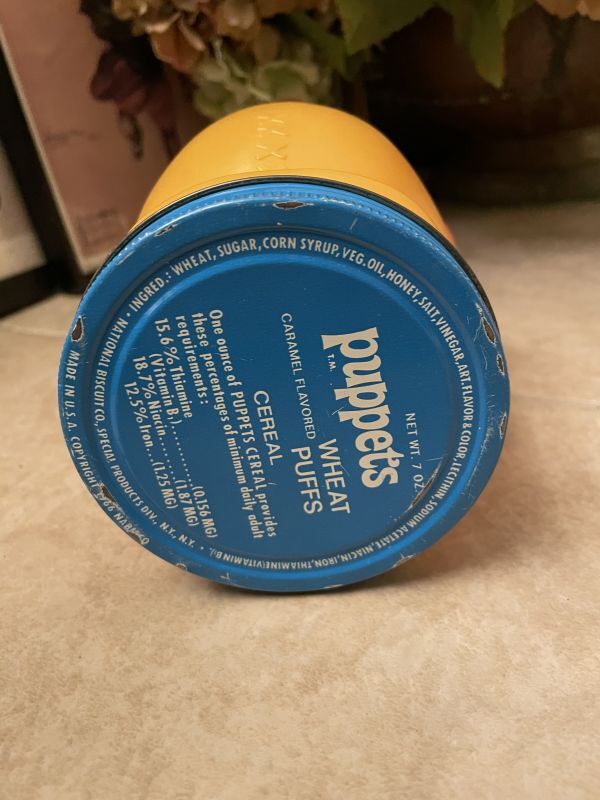 NET WT. 7 OZ.
puppets
T.M.
WHEAT
CARAMEL FLAVORED PUFFS
CEREAL
One ounce of PUPPETS CEREAL provides
these percentages of minimum daily adult
requirements:
15.6% Thiamine
(Vitamin B₁)..........(0.156 MG)
18.7% Niacin........(1.87 MG)
12.5% Iron...(1.25 MG)
• INGRED.: WHEAT, SUGAR, CORN SYRUP, VEG. OIL, HONEY, SALT, VINEGAR, ART. FLAVOR & COLOR, LECITHIN, SODIUM ACETATE, NIACIN, IRON, THIAMINE (VITAMIN B₁). •
NATIONAL BISCUIT CO., SPECIAL PRODUCTS DIV., N.Y., N.Y. •
MADE IN U.S.A. COPYRIGHT 1966 NABISCO